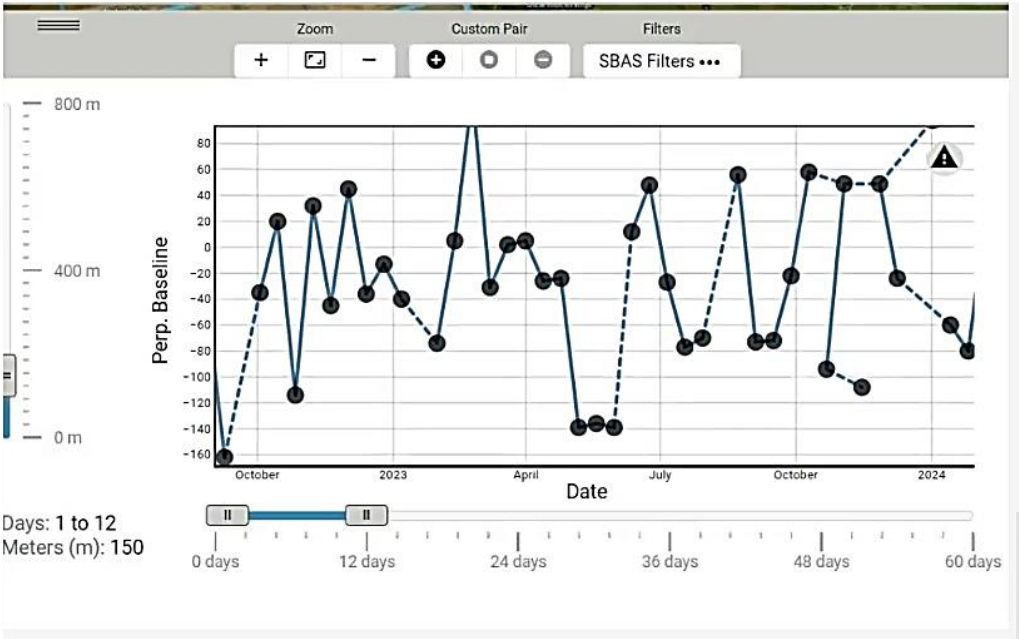 Zoom
Custom Pair
Filters
SBAS Filters •••
800 m
400 m
0 m
Perp. Baseline
80
60
40
20
0
−20
−40
−60
−80
−100
−120
−140
−160
October
2023
April
July
October
2024
Date
Days: 1 to 12
Meters (m): 150
0 days
12 days
24 days
36 days
48 days
60 days